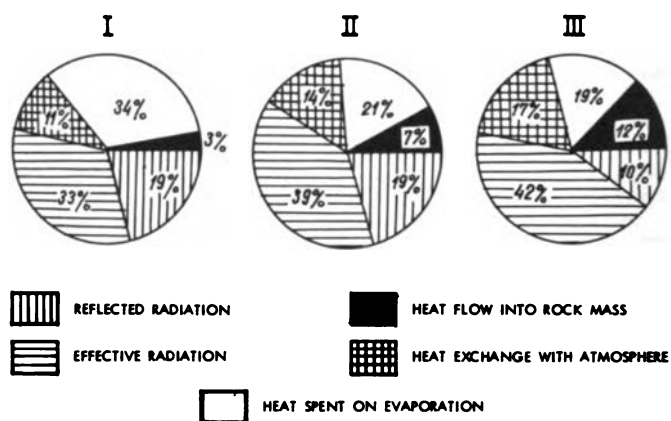 I II III
11% 34% 3% 33% 19%
14% 21% 7% 39% 19%
17% 19% 12% 42% 10%
REFLECTED RADIATION
HEAT FLOW INTO ROCK MASS
EFFECTIVE RADIATION
HEAT EXCHANGE WITH ATMOSPHERE
HEAT SPENT ON EVAPORATION